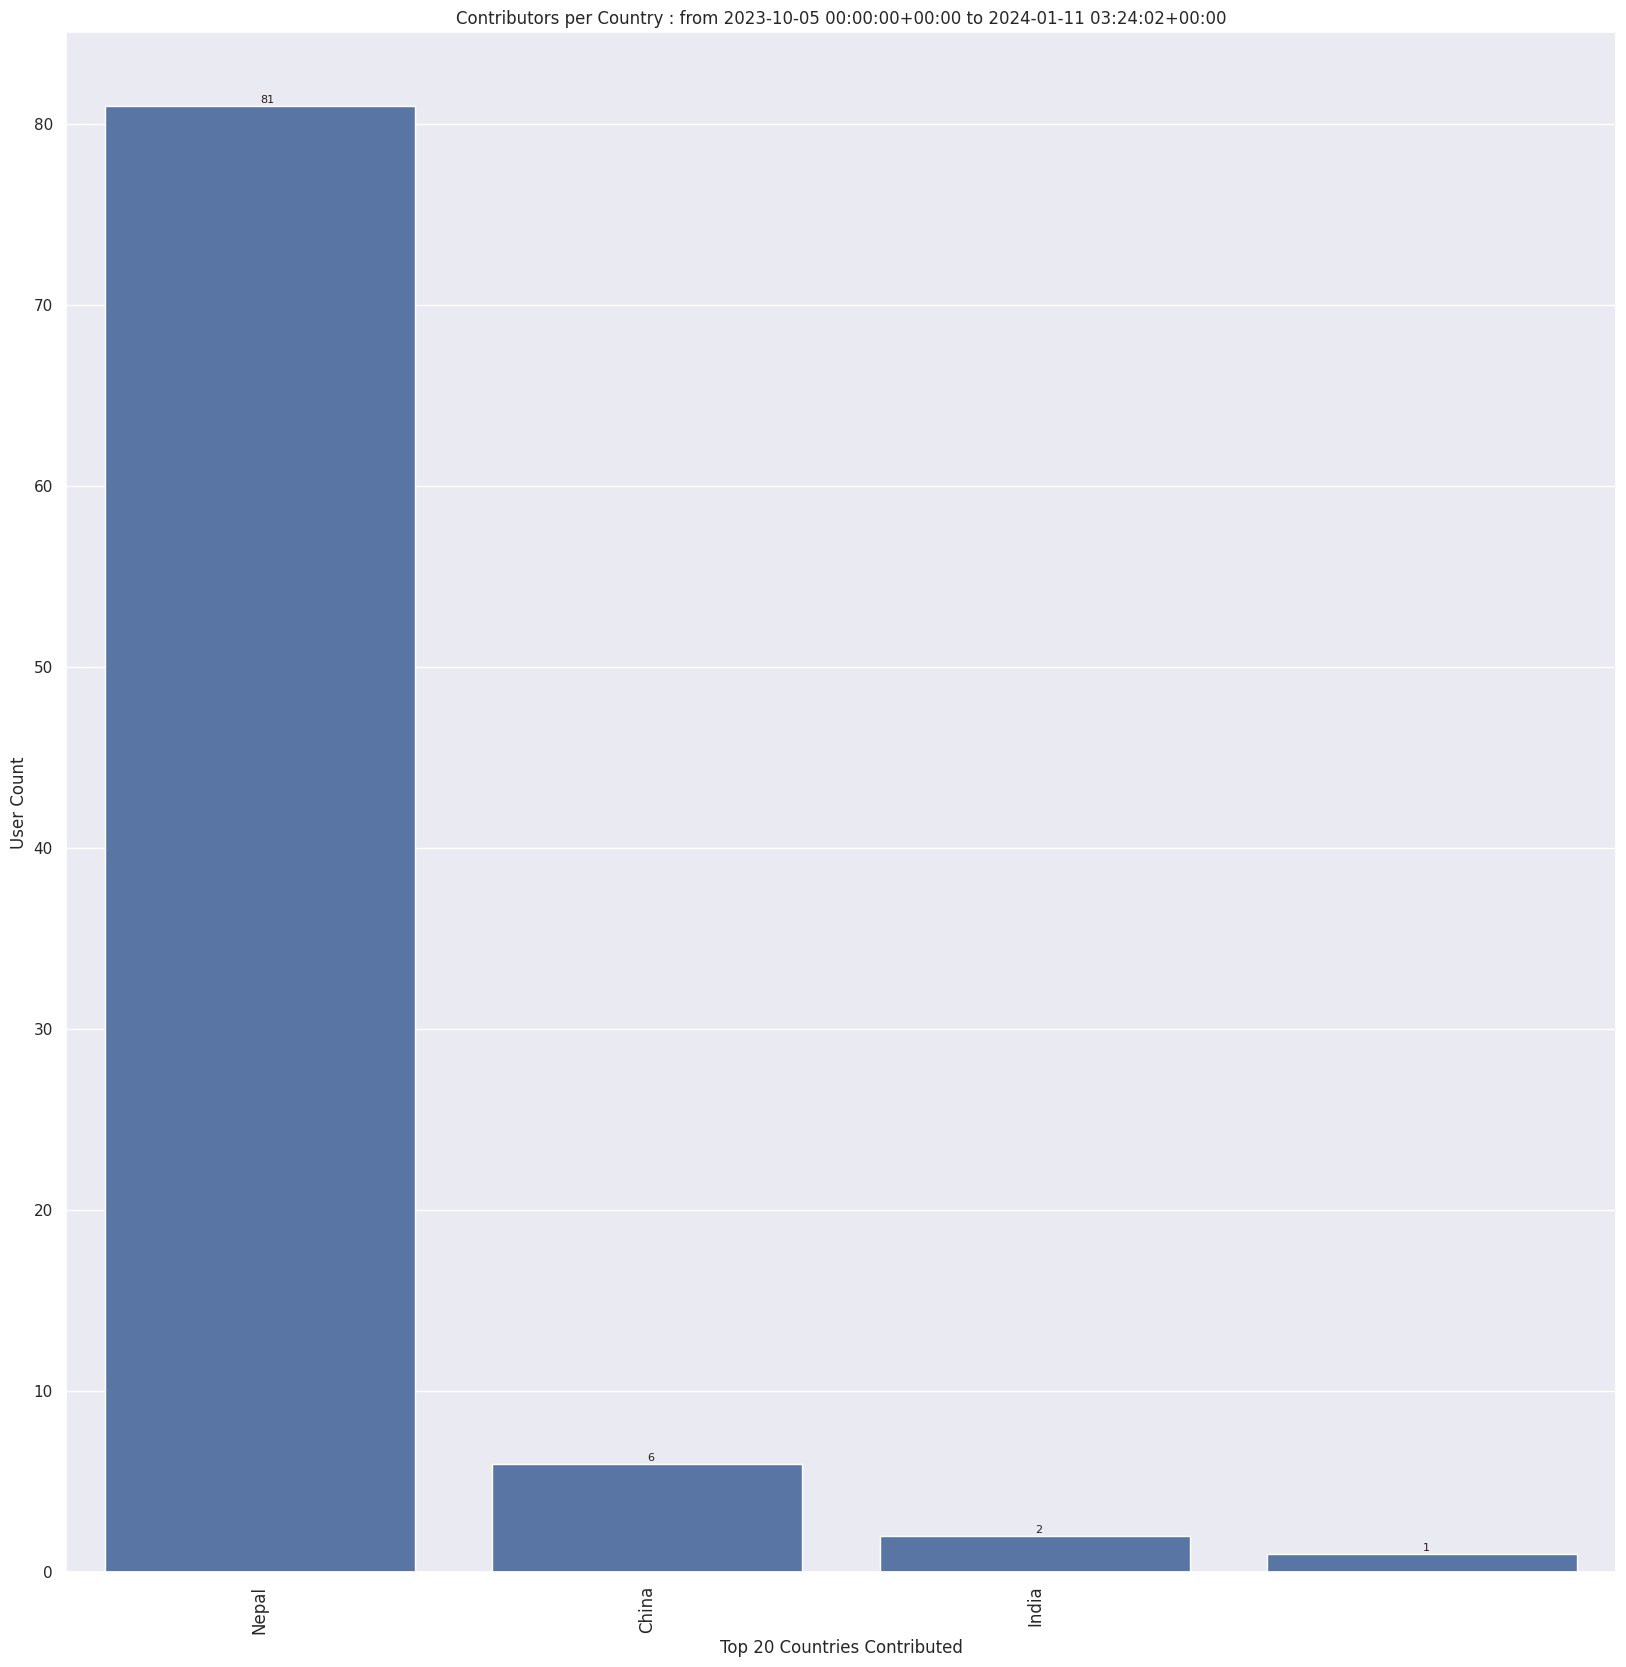 Contributors per Country : from 2023-10-05 00:00:00+00:00 to 2024-01-11 03:24:02+00:00
81
80
70
60
50
40
30
20
10
0
User Count
6
2
1
Nepal
China
India
Top 20 Countries Contributed